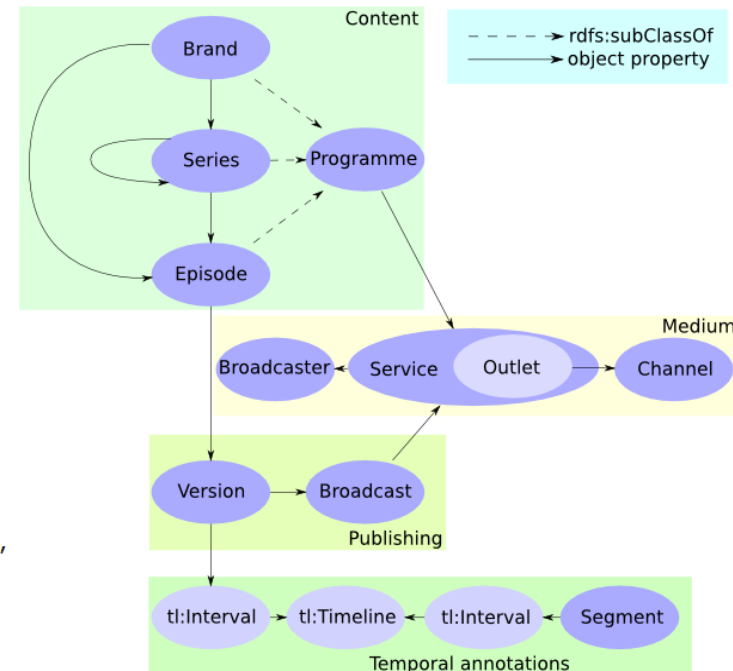 Content
rdfs:subClassOf
object property
Brand
Series
Programme
Episode
Medium
Broadcaster
Service
Outlet
Channel
Version
Broadcast
Publishing
,
tl:Interval
tl:Timeline
tl:Interval
Segment
Temporal annotations